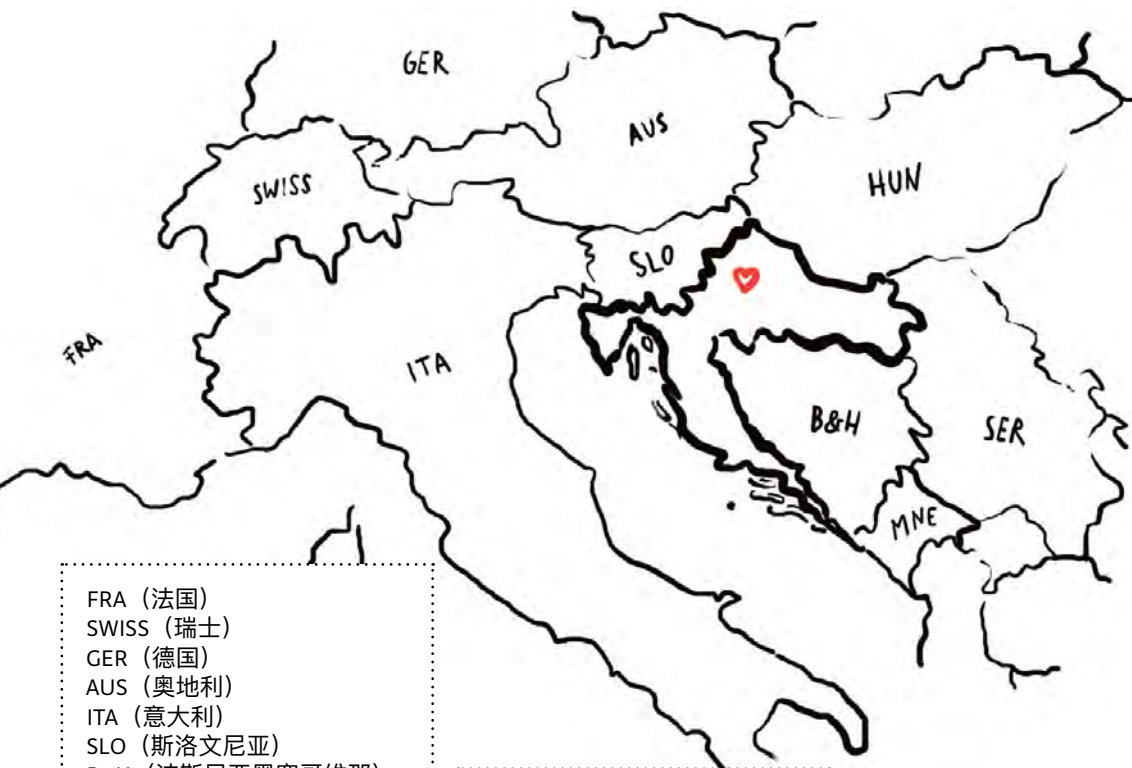 GER
AUS
SWISS
HUN
SLO
FRA
ITA
B&H
SER
MNE
FRA（法国）
SWISS（瑞士）
GER（德国）
AUS（奥地利）
ITA（意大利）
SLO（斯洛文尼亚）